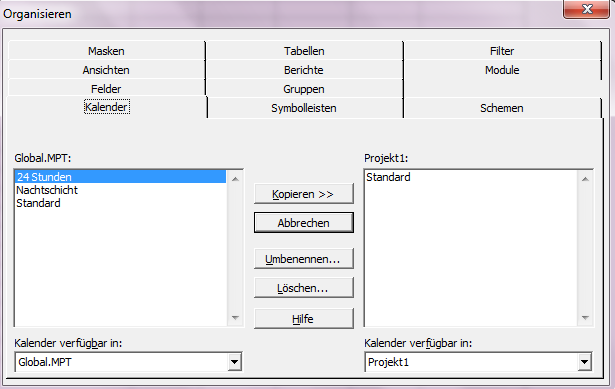 Organisieren
Masken Tabellen Filter
Ansichten Berichte Module
Felder Gruppen
Kalender Symbolleisten Schemen
Global.MPT: Projekt1:
24 Stunden Standard
Nachtschicht
Standard
Kopieren >>
Abbrechen
Umbenennen...
Löschen...
Hilfe
Kalender verfügbar in: Kalender verfügbar in:
Global.MPT Projekt1